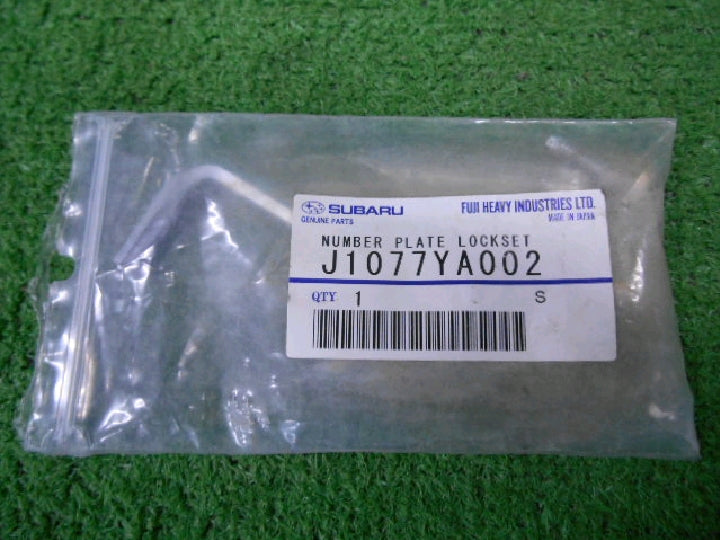 SUBARU FUJI HEAVY INDUSTRIES LTD.
GENUINE PARTS MADE IN JAPAN
NUMBER PLATE LOCKSET
J1077YA002
QTY 1 S